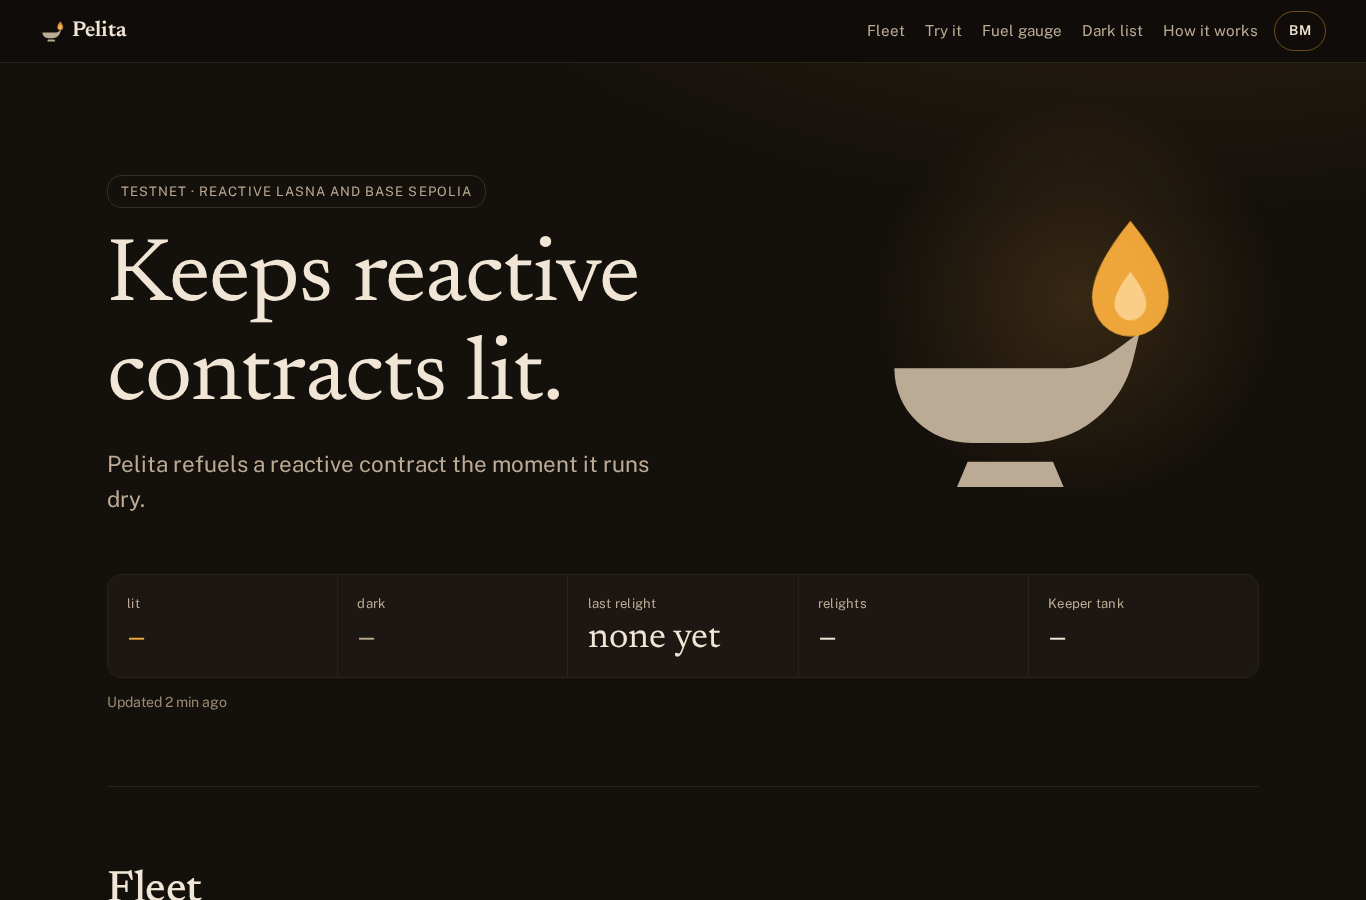 Pelita
Fleet
Try it
Fuel gauge
Dark list
How it works
BM
TESTNET · REACTIVE LASNA AND BASE SEPOLIA
Keeps reactive
contracts lit.
Pelita refuels a reactive contract the moment it runs
dry.
lit
–
dark
–
last relight
none yet
relights
–
Keeper tank
–
Updated 2 min ago
Fleet